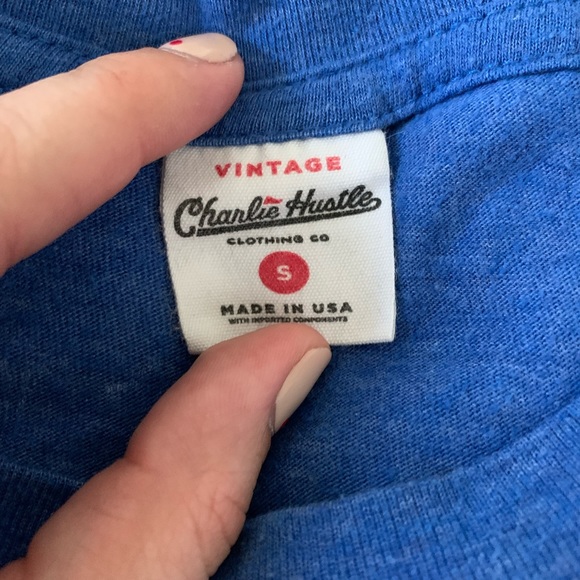 VINTAGE
Charlie Hustle
CLOTHING CO
S
MADE IN USA
WITH IMPORTED COMPONENTS